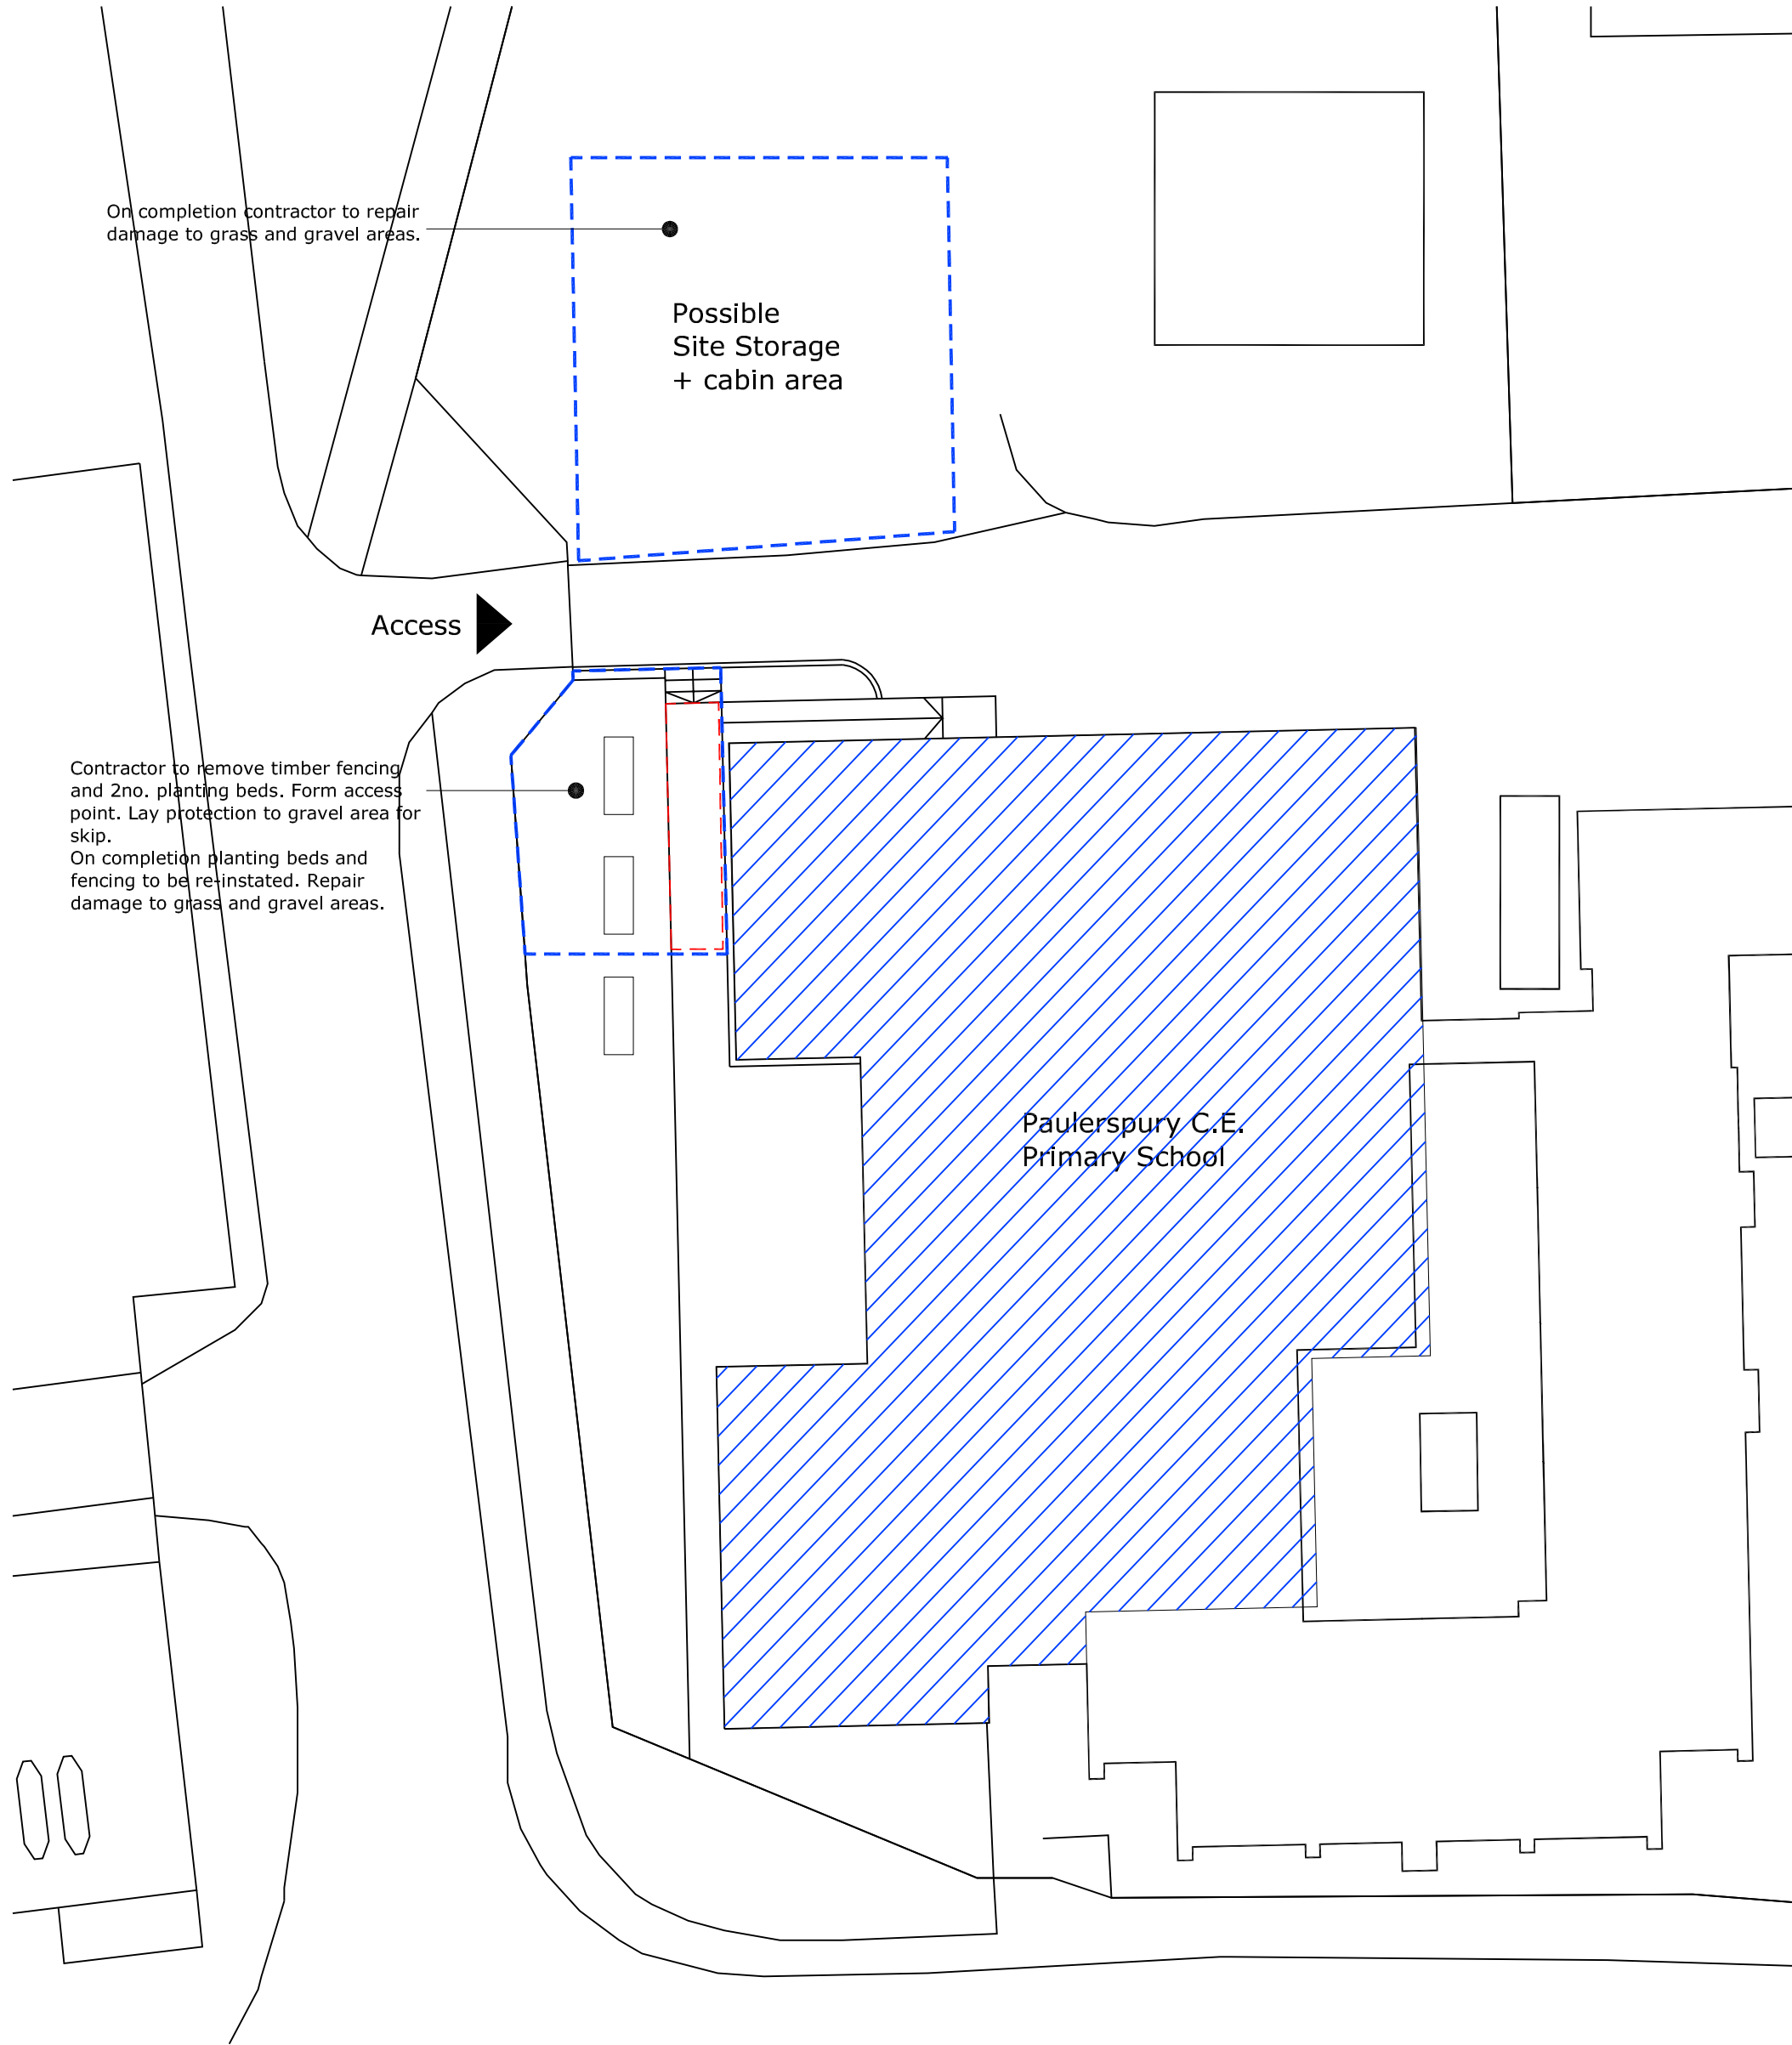 On completion contractor to repair
damage to grass and gravel areas.
Possible
Site Storage
+ cabin area
Access
Contractor to remove timber fencing
and 2no. planting beds. Form access
point. Lay protection to gravel area for
skip.
On completion planting beds and
fencing to be re-instated. Repair
damage to grass and gravel areas.
Paulerspury C.E.
Primary School